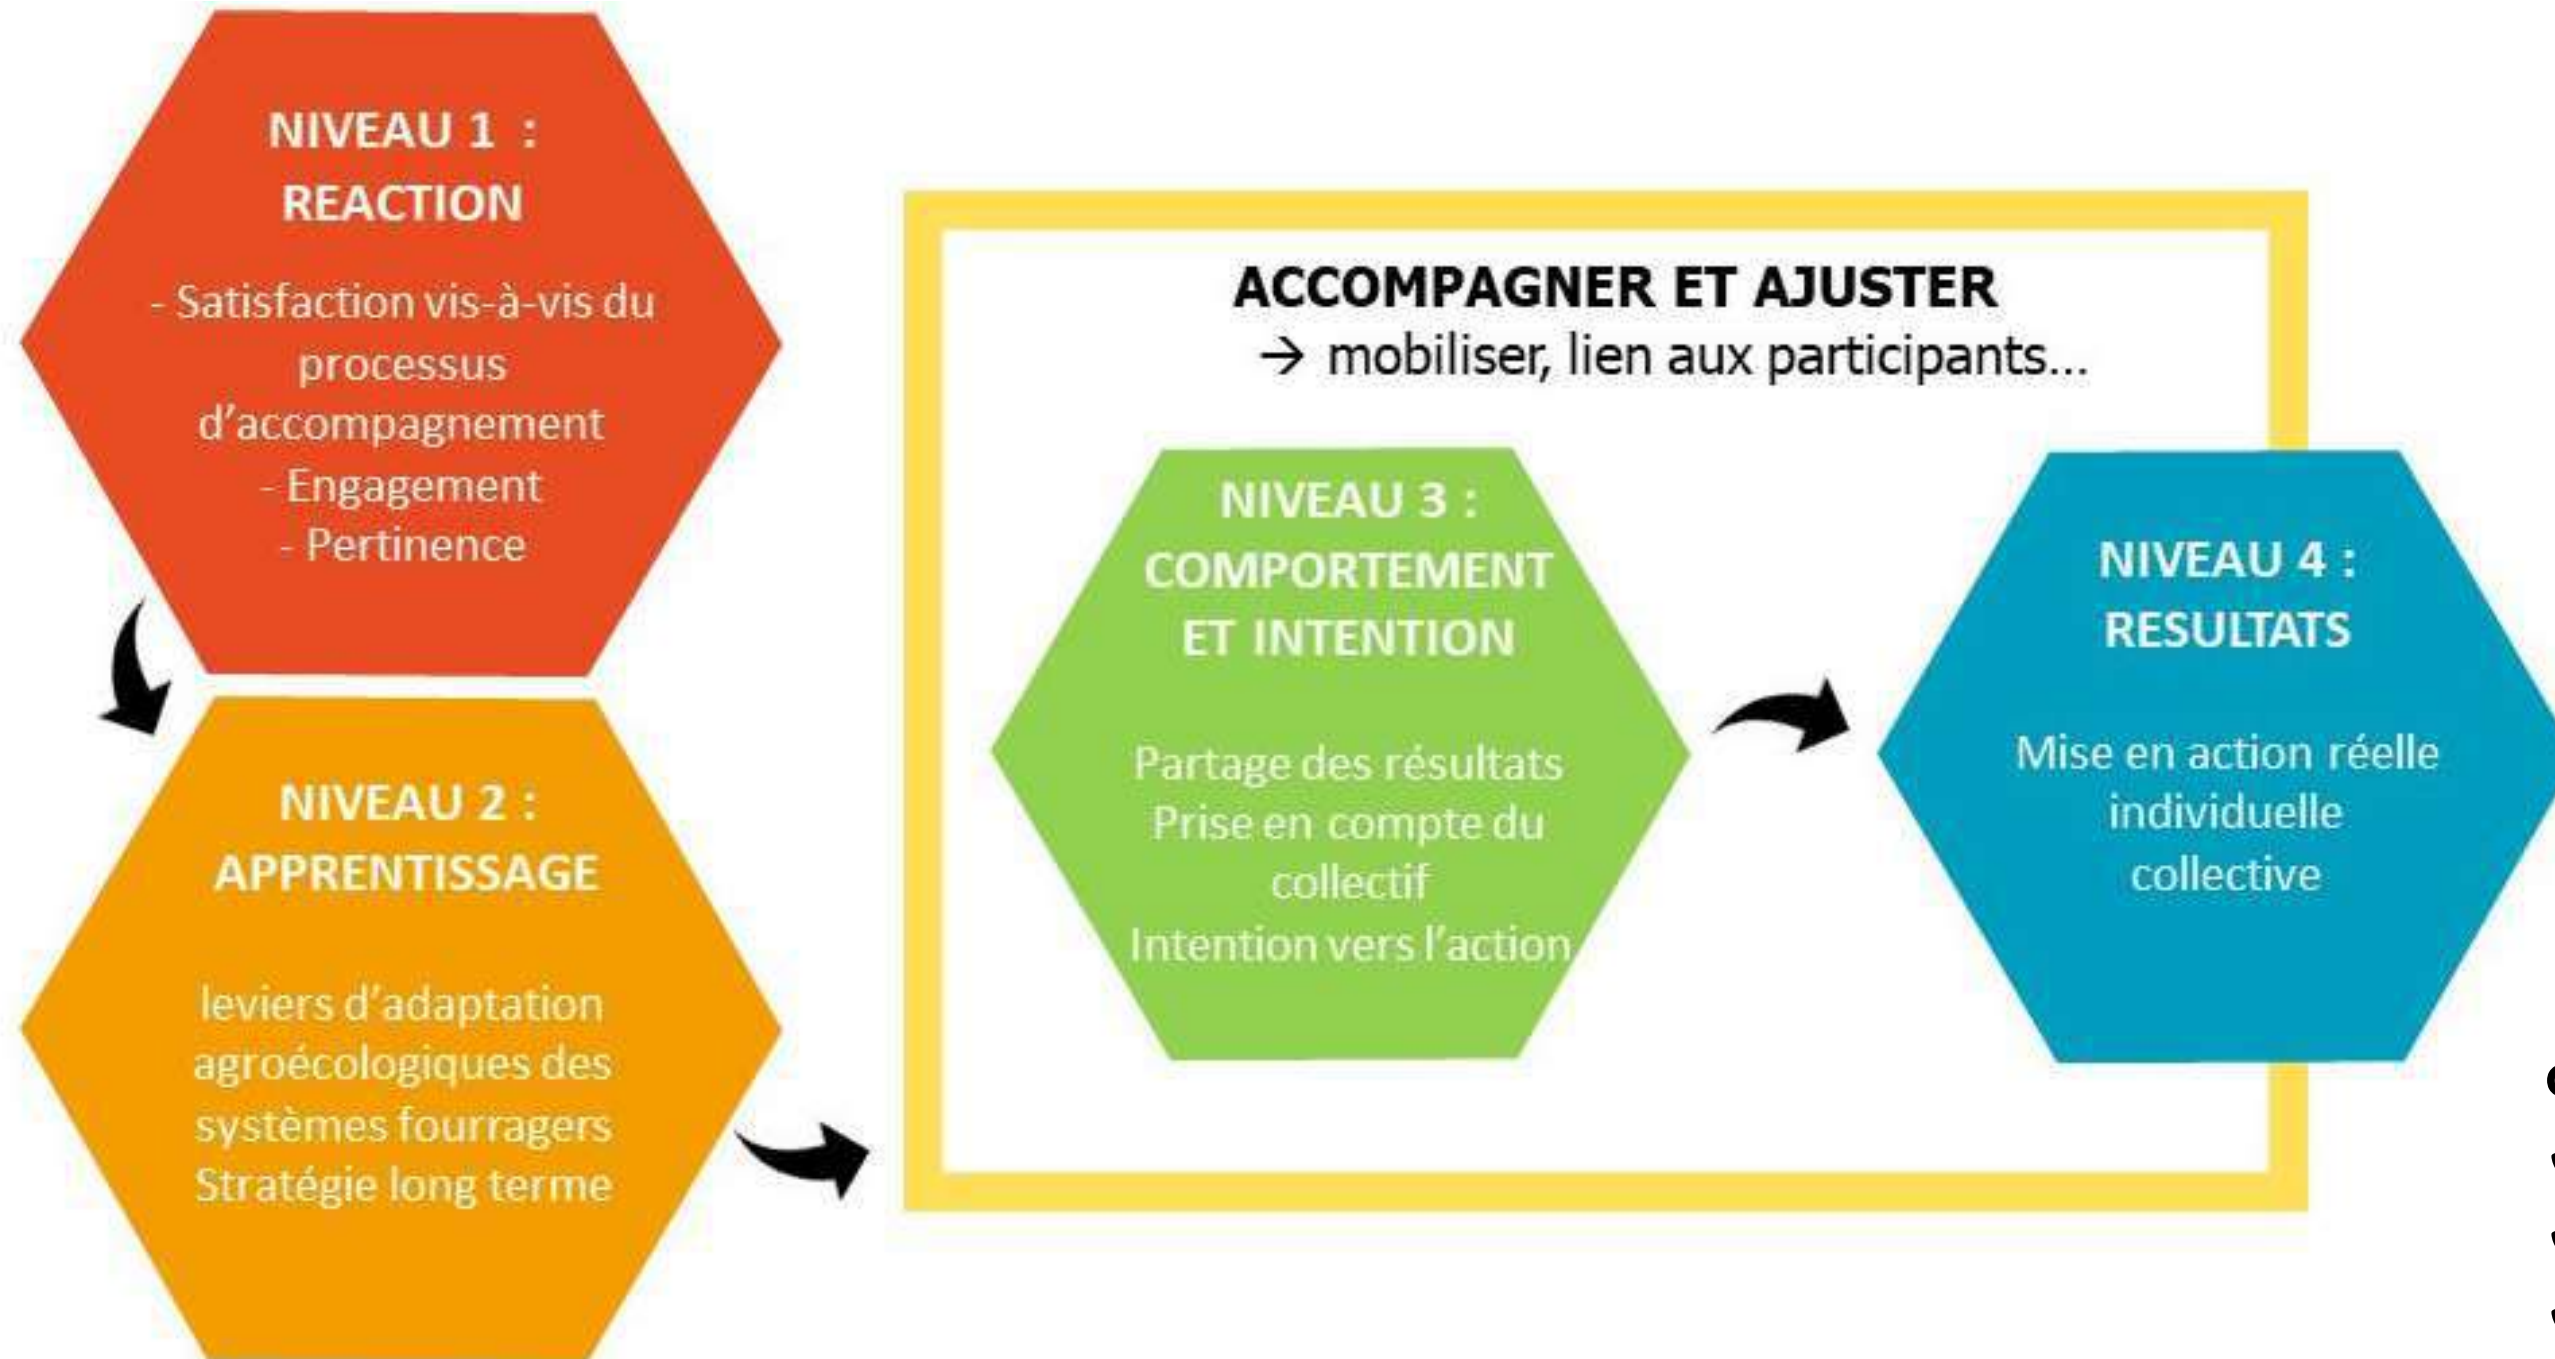 NIVEAU 1 :
REACTION
- Satisfaction vis-à-vis du
processus
d'accompagnement
- Engagement
- Pertinence
NIVEAU 2 :
APPRENTISSAGE
leviers d'adaptation
agroécologiques des
systèmes fourragers
Stratégie long terme
ACCOMPAGNER ET AJUSTER
→ mobiliser, lien aux participants...
NIVEAU 3 :
COMPORTEMENT
ET INTENTION
Partage des résultats
Prise en compte du
collectif
Intention vers l'action
NIVEAU 4 :
RESULTATS
Mise en action réelle
individuelle
collective